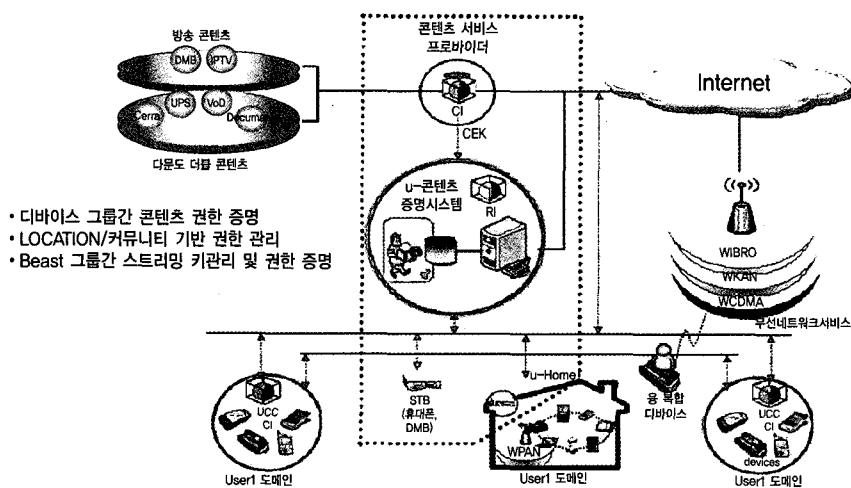 방송 콘텐츠
DMB IPTV
UPS VoD
Cerra Docume
다문도 더블 콘텐츠
콘텐츠 서비스
프로바이더
CI
CEK
u-콘텐츠
증명시스템
RI
Internet
WIBRO
WKAN
WCDMA
무선네트워크서비스
• 디바이스 그룹간 콘텐츠 권한 증명
• LOCATION/커뮤니티 기반 권한 관리
• Beast 그룹간 스트리밍 키관리 및 권한 증명
UCC
CI
User1 도메인
STB
(휴대폰,
DMB)
u-Home
WPAN
User1 도메인
융 복합
디바이스
UCC
CI
devices
User1 도메인